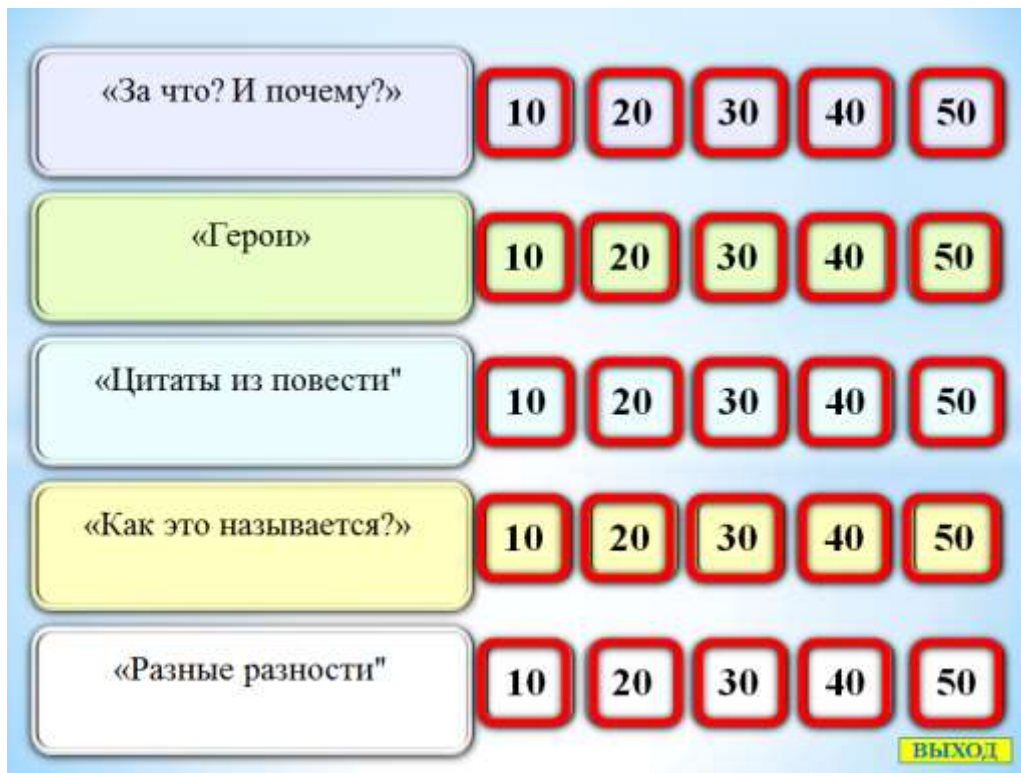 «За что? И почему?» 10 20 30 40 50
«Герои» 10 20 30 40 50
«Цитаты из повести" 10 20 30 40 50
«Как это называется?» 10 20 30 40 50
«Разные разности" 10 20 30 40 50
ВЫХОД